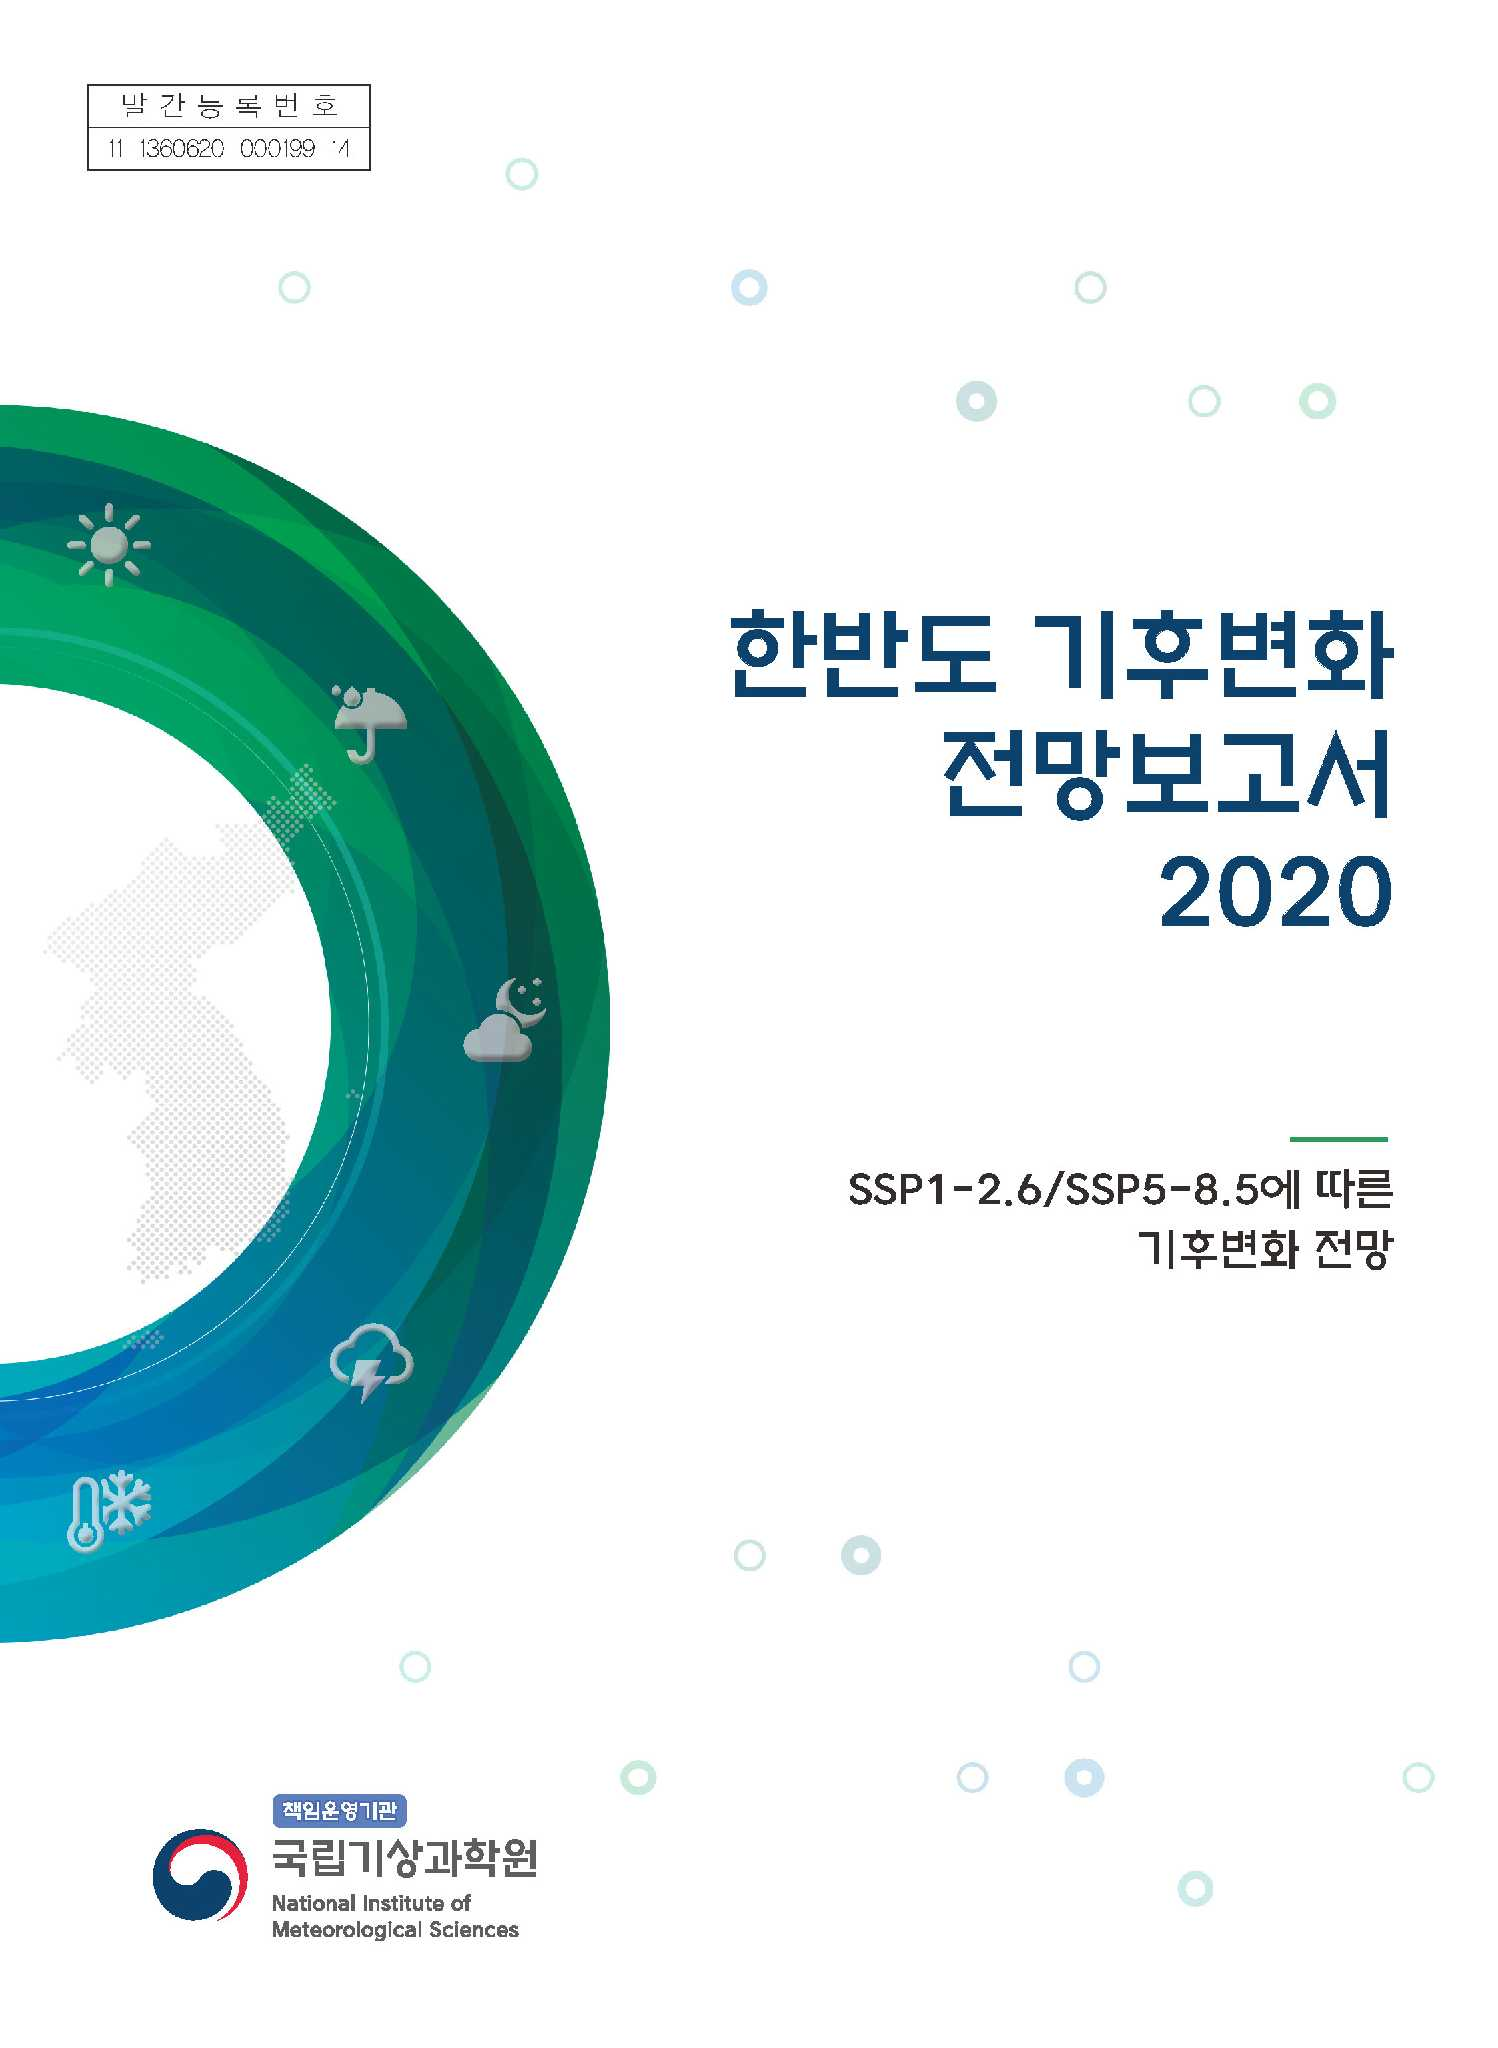 발간등록번호
11 1360620 000199 14
한반도 기후변화
전망보고서
2020
SSP1-2.6/SSP5-8.5에 따른
기후변화 전망
책임운영기관
국립기상과학원
National Institute of
Meteorological Sciences